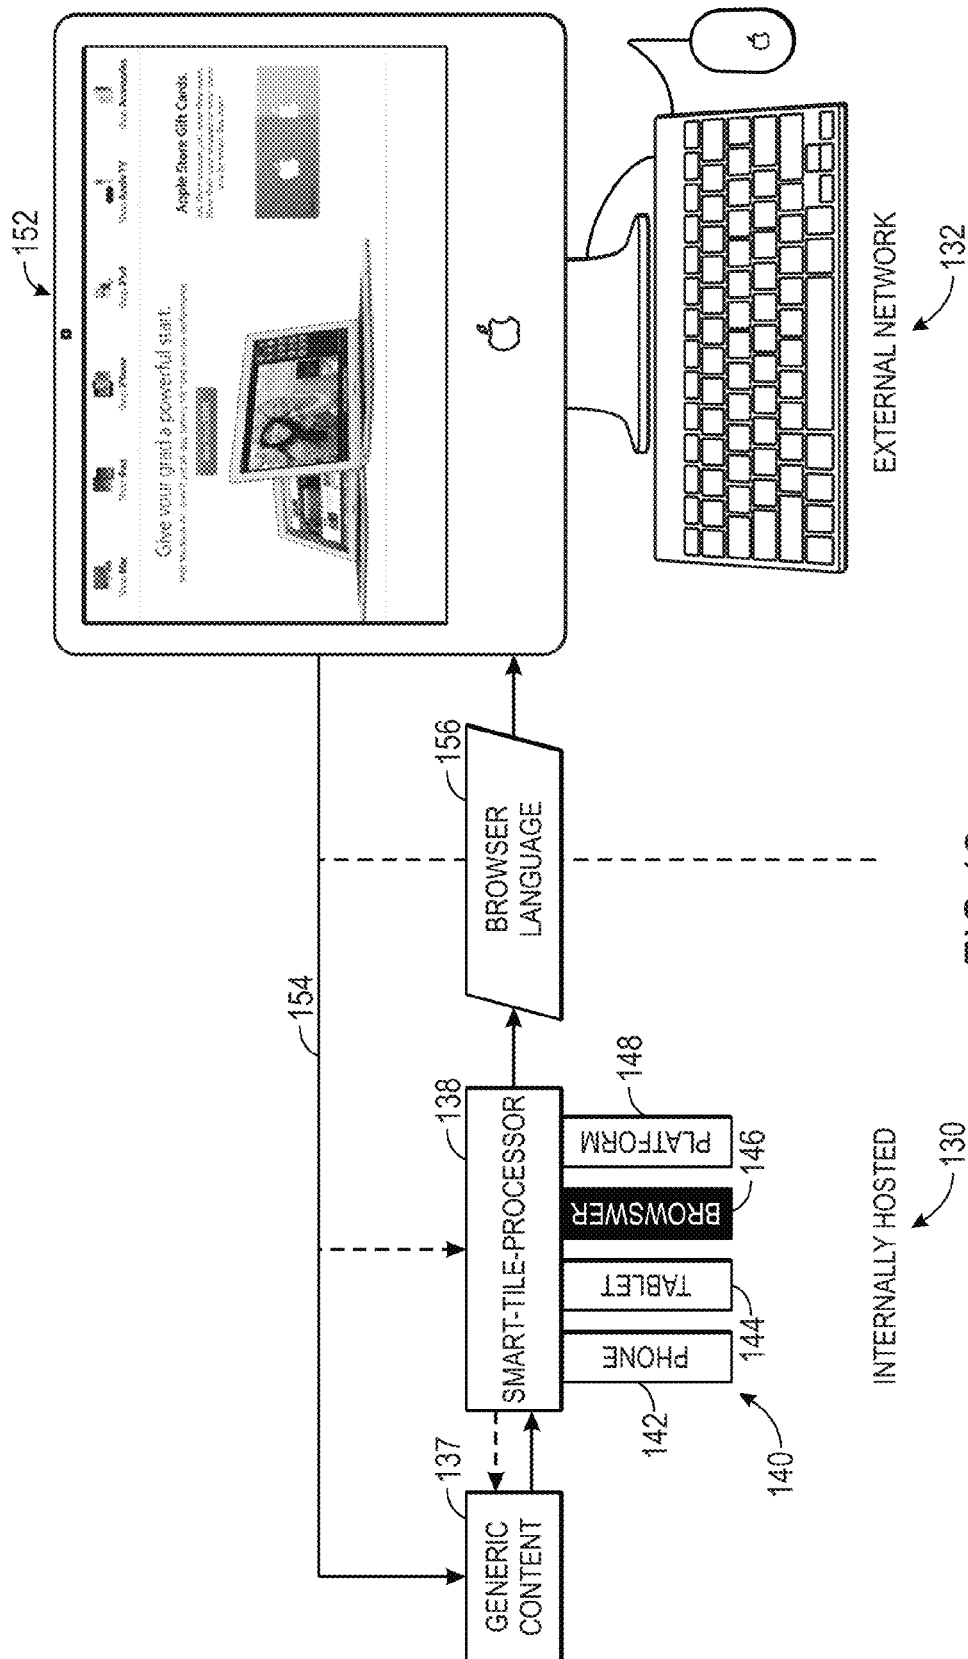 152
Give your grad a powerful start.
Apple Store Gift Cards.
154
156
BROWSER
LANGUAGE
137
GENERIC
CONTENT
138
SMART-TILE-PROCESSOR
142
PHONE
144
TABLET
146
BROWSWER
148
PLATFORM
140
INTERNALLY HOSTED
130
EXTERNAL NETWORK
132